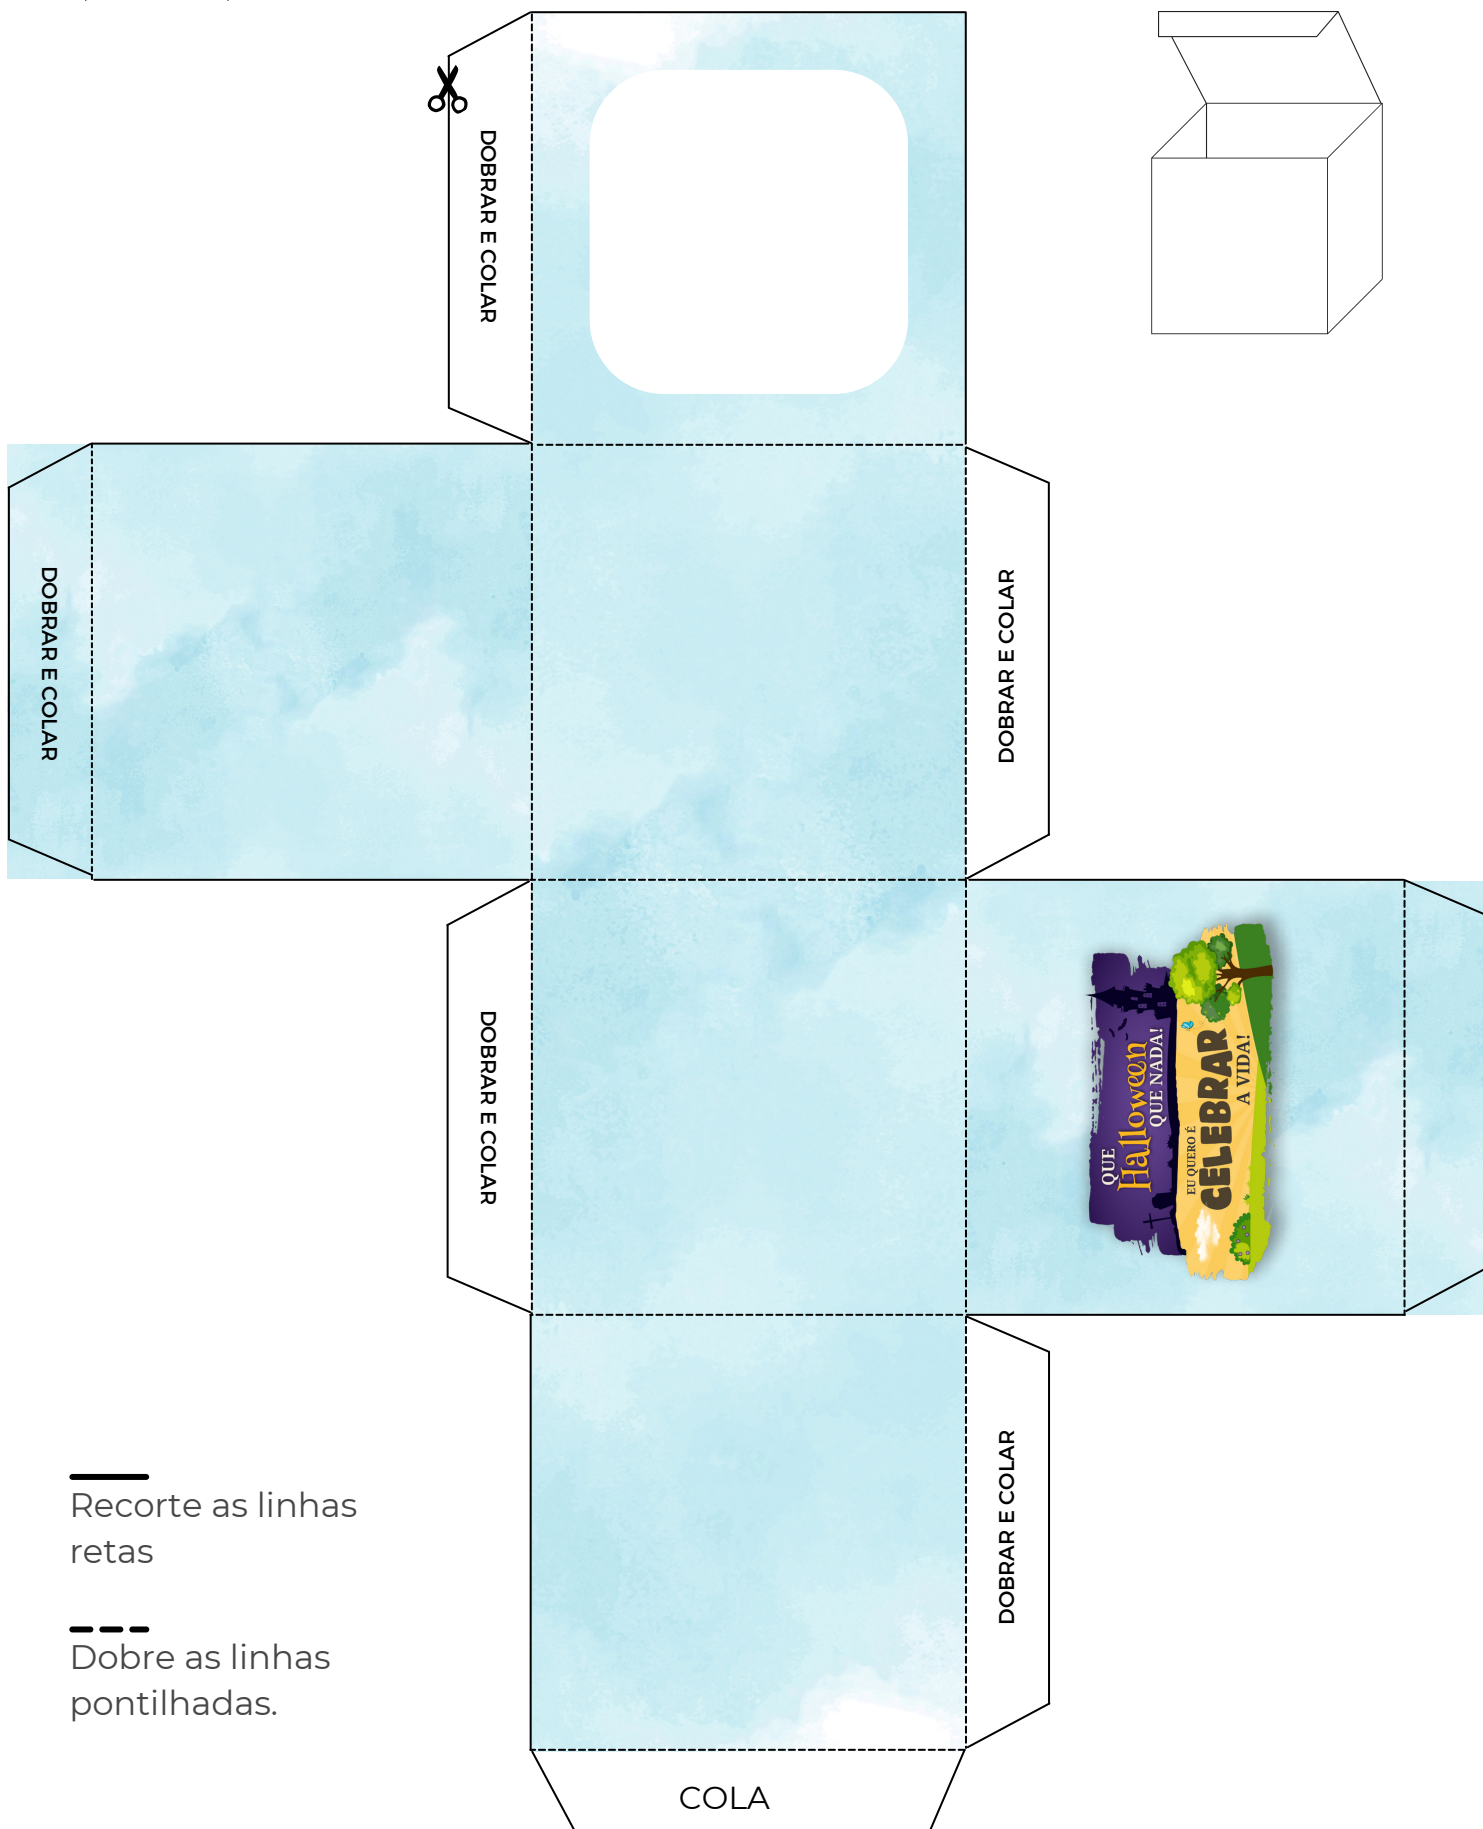 DOBRAR E COLAR
DOBRAR E COLAR
DOBRAR E COLAR
DOBRAR E COLAR
QUE
Halloween
QUE NADA!
EU QUERO É
CELEBRAR
A VIDA!
DOBRAR E COLAR
Recorte as linhas
retas
Dobre as linhas
pontilhadas.
COLA